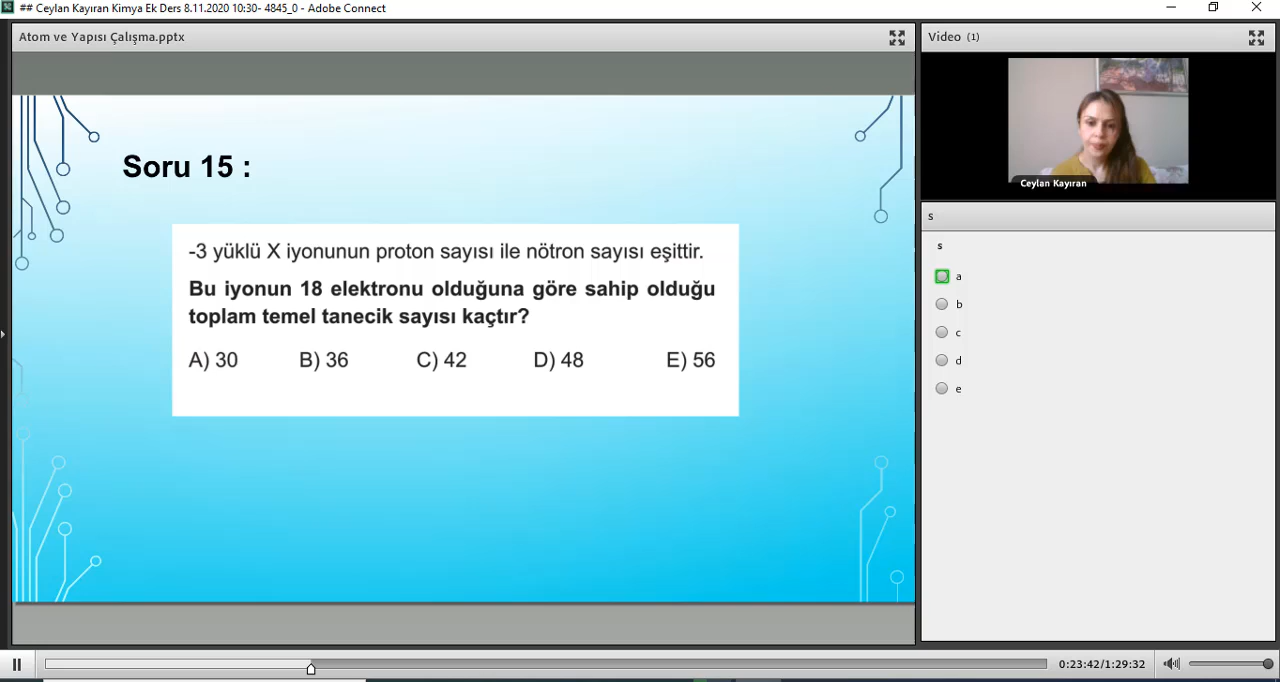 ## Ceylan Kayıran Kimya Ek Ders 8.11.2020 10:30- 4845_0 - Adobe Connect
Atom ve Yapısı Çalışma.pptx
Video (1)
Soru 15 :
-3 yüklü X iyonunun proton sayısı ile nötron sayısı eşittir.
Bu iyonun 18 elektronu olduğuna göre sahip olduğu
toplam temel tanecik sayısı kaçtır?
A) 30 B) 36 C) 42 D) 48 E) 56
Ceylan Kayıran
s
s
a
b
c
d
e
0:23:42/1:29:32